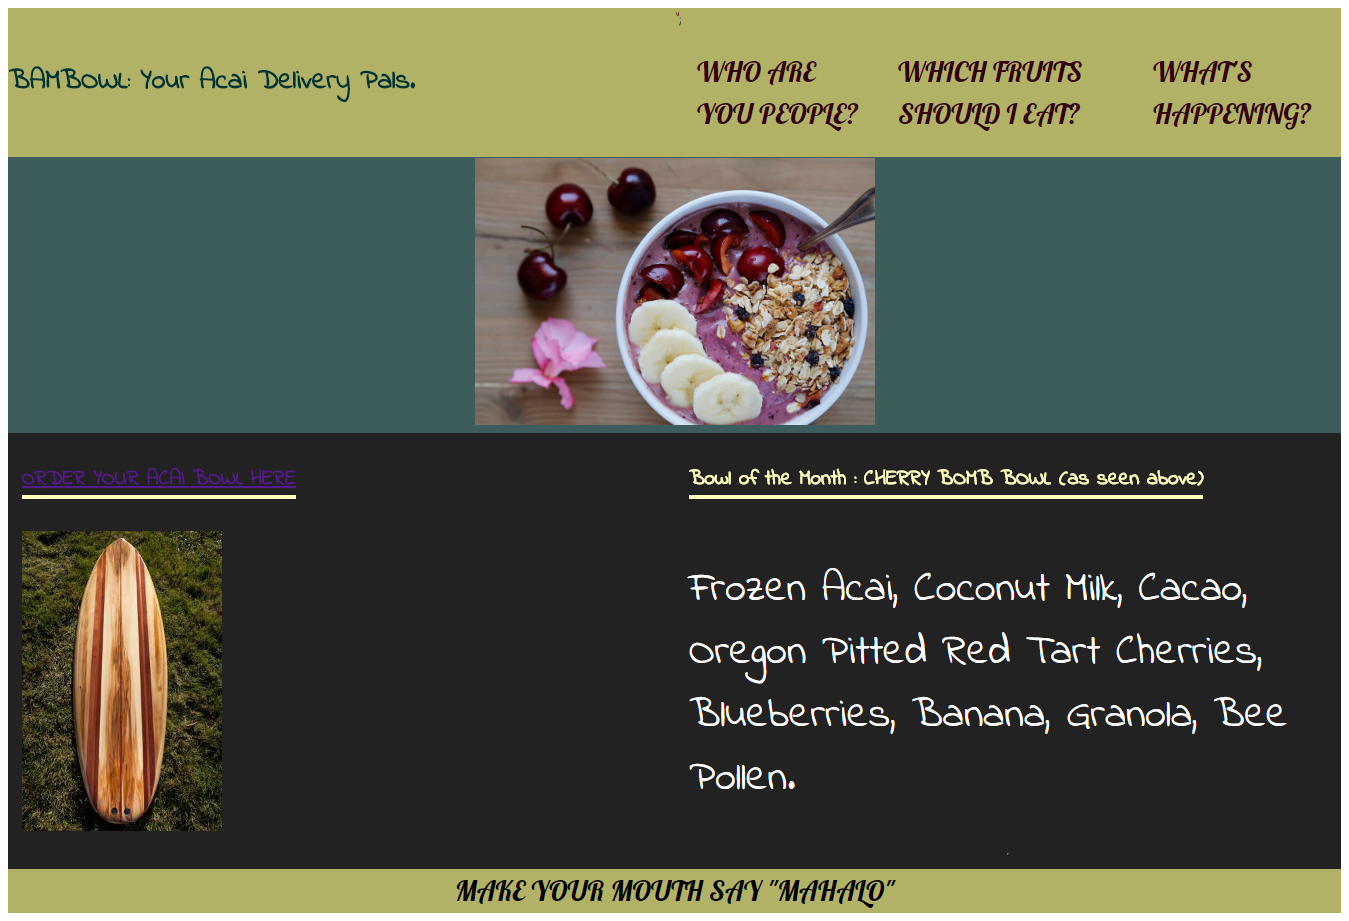 BAMBOWL: Your Acai Delivery Pals.
WHO ARE
YOU PEOPLE?
WHICH FRUITS
SHOULD I EAT?
WHAT'S
HAPPENING?
ORDER YOUR ACAI BOWL HERE
Bowl of the Month : CHERRY BOMB BOWL (as seen above)
Frozen Acai, Coconut Milk, Cacao,
Oregon Pitted Red Tart Cherries,
Blueberries, Banana, Granola, Bee
Pollen.
MAKE YOUR MOUTH SAY "MAHALO"